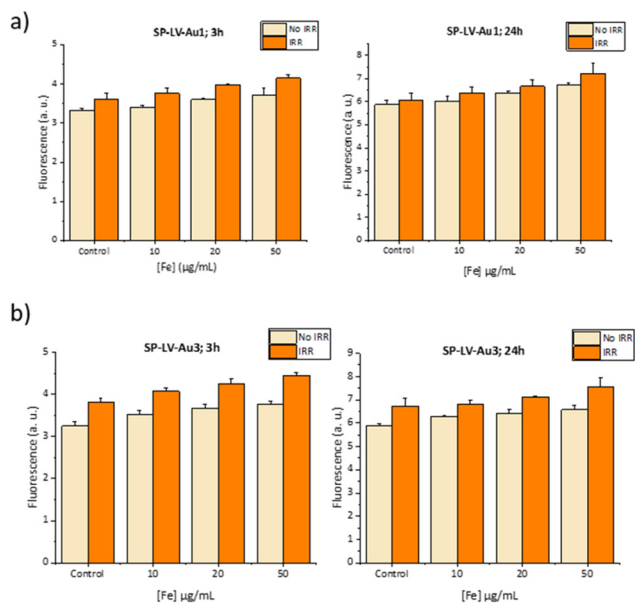 a)
SP-LV-Au1; 3h
No IRR
IRR
Fluorescence (a. u.)
5
4
3
2
1
0
Control
10
20
50
[Fe] (µg/mL)
SP-LV-Au1; 24h
No IRR
IRR
Fluorescence (a. u.)
9
8
7
6
5
4
3
2
1
0
Control
10
20
50
[Fe] µg/mL
b)
SP-LV-Au3; 3h
No IRR
IRR
Fluorescence (a. u.)
5
4
3
2
1
0
Control
10
20
50
[Fe] µg/mL
SP-LV-Au3; 24h
No IRR
IRR
Fluorescence (a. u.)
9
8
7
6
5
4
3
2
1
0
Control
10
20
50
[Fe] µg/mL